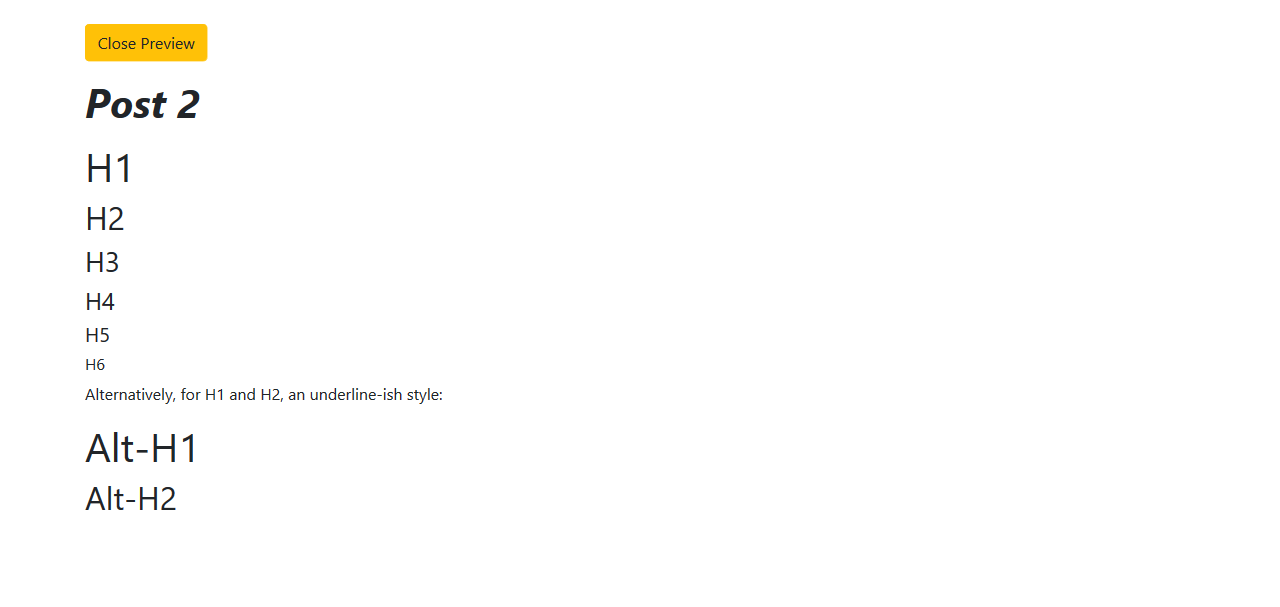 Close Preview
Post 2
H1
H2
H3
H4
H5
H6
Alternatively, for H1 and H2, an underline-ish style:
Alt-H1
Alt-H2